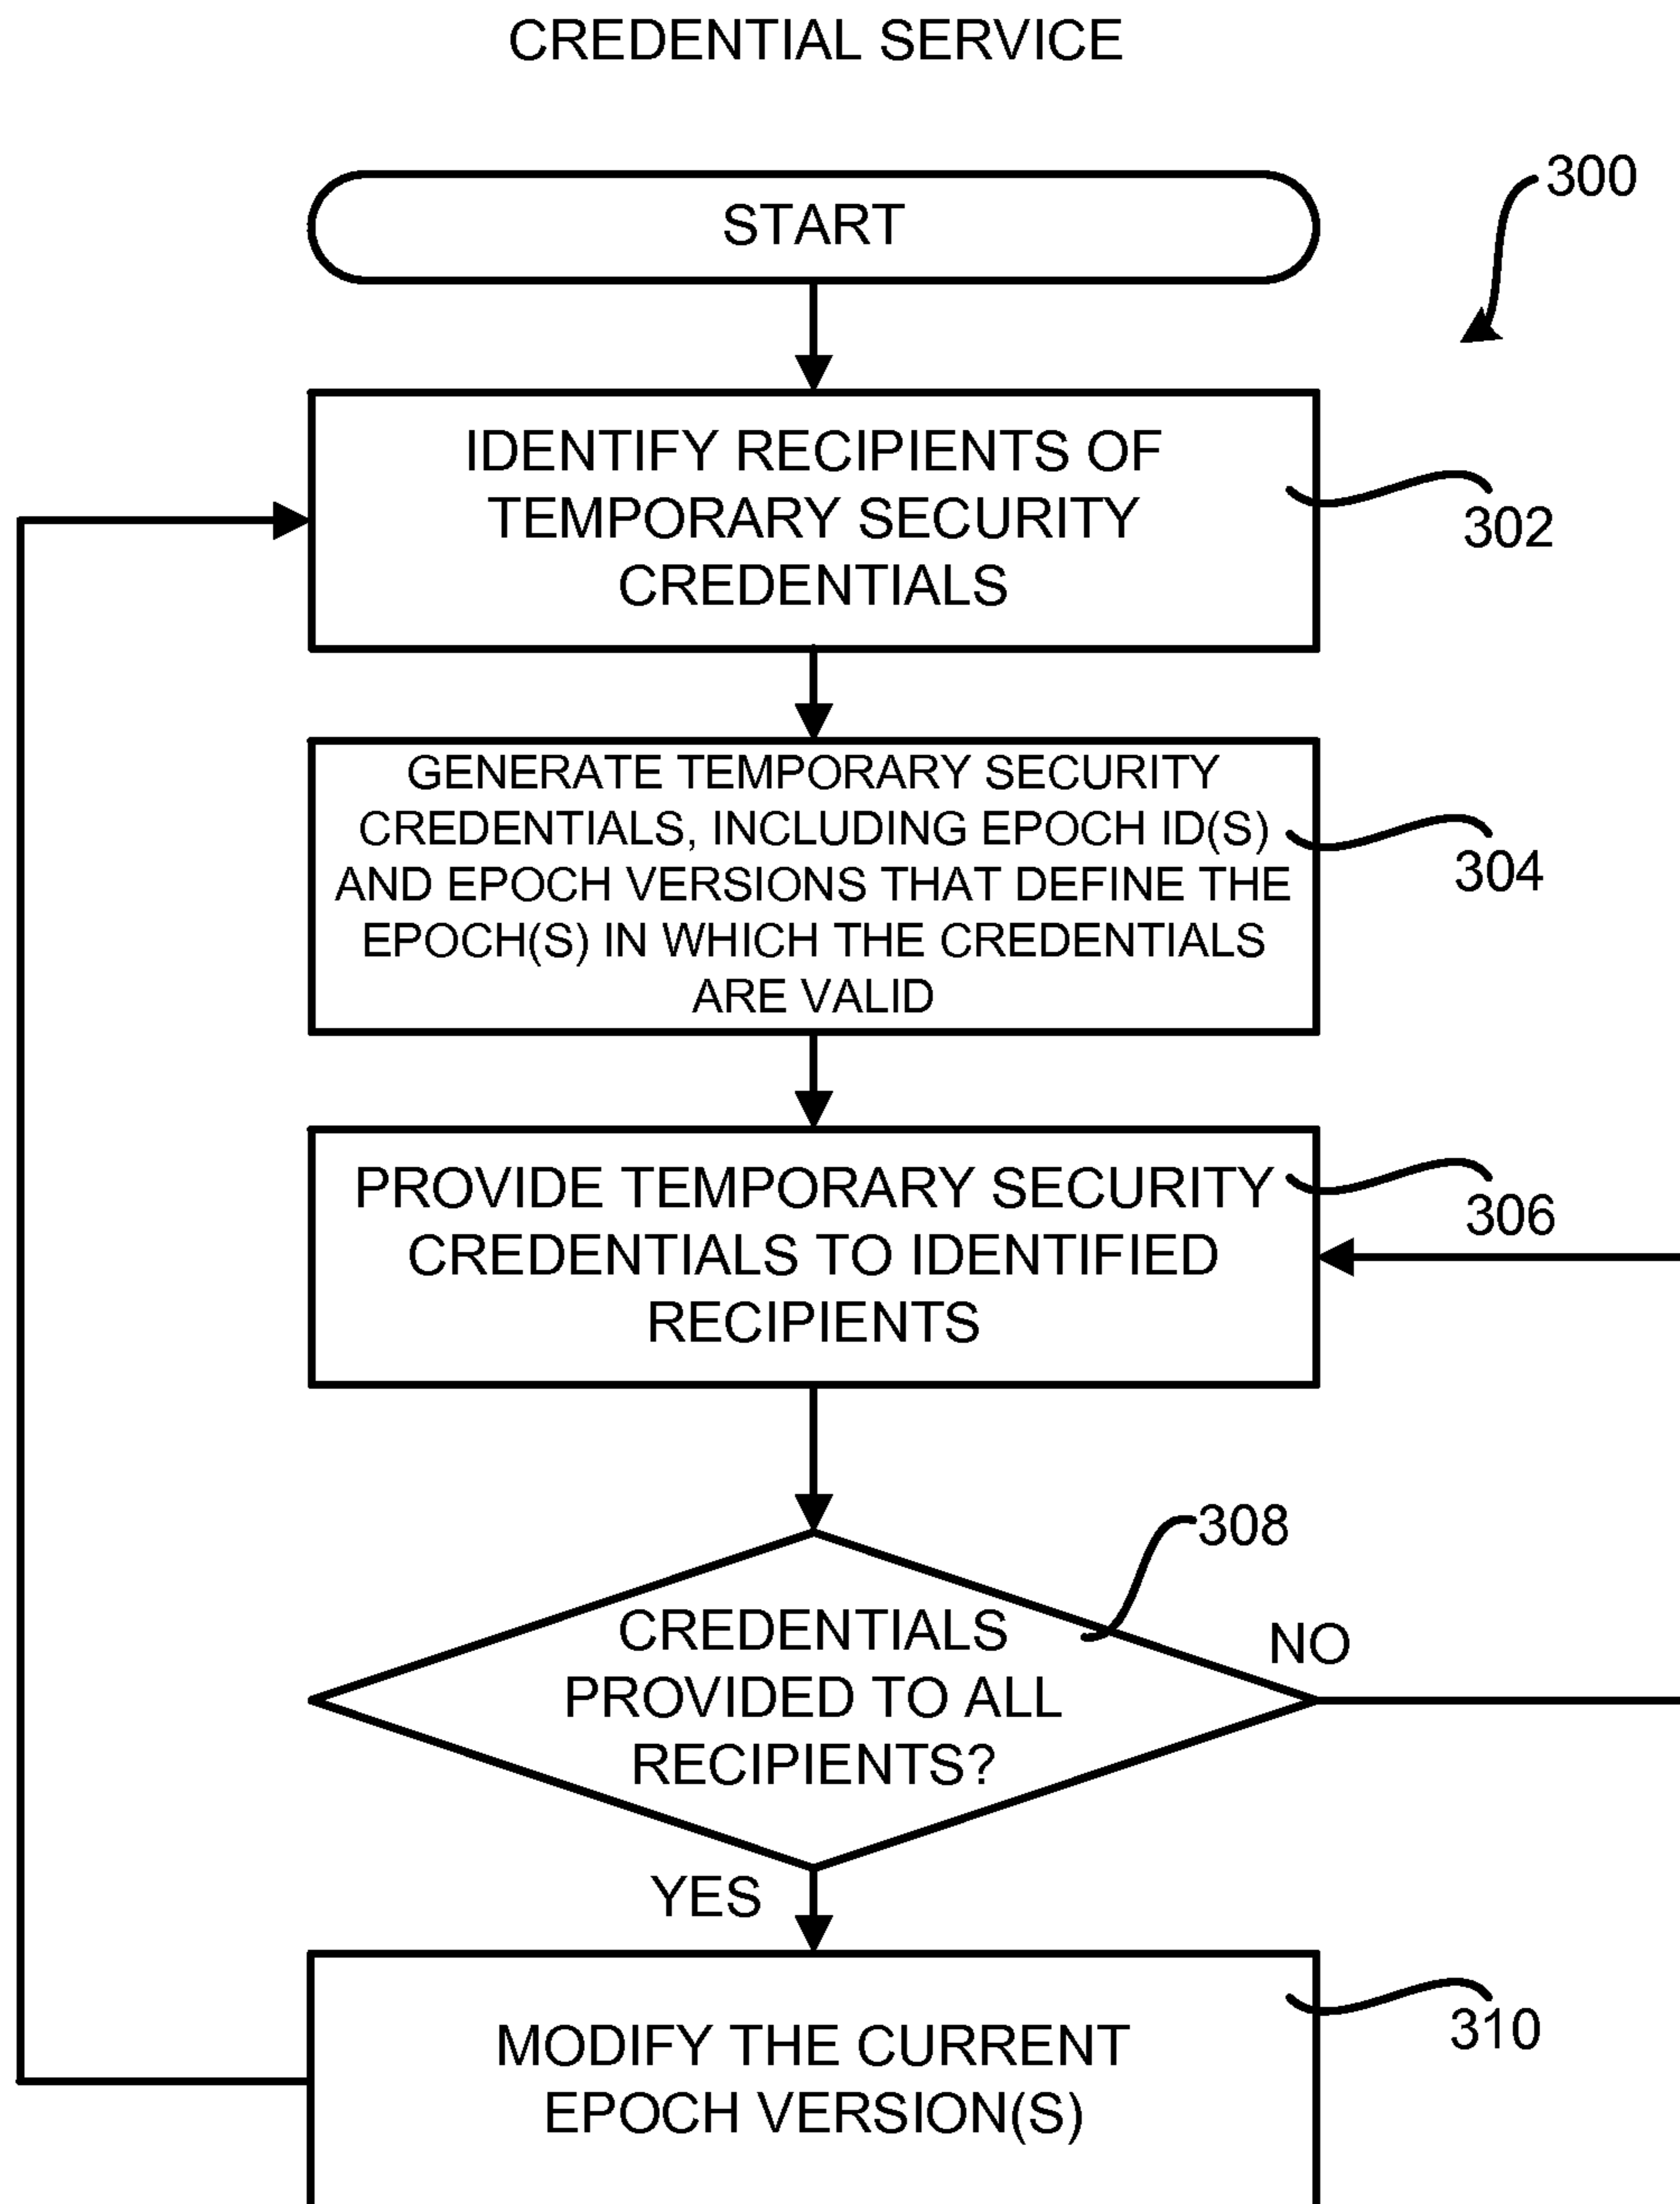 CREDENTIAL SERVICE
START
300
IDENTIFY RECIPIENTS OF
TEMPORARY SECURITY
CREDENTIALS
302
GENERATE TEMPORARY SECURITY
CREDENTIALS, INCLUDING EPOCH ID(S)
AND EPOCH VERSIONS THAT DEFINE THE
EPOCH(S) IN WHICH THE CREDENTIALS
ARE VALID
304
PROVIDE TEMPORARY SECURITY
CREDENTIALS TO IDENTIFIED
RECIPIENTS
306
308
CREDENTIALS
PROVIDED TO ALL
RECIPIENTS?
NO
YES
MODIFY THE CURRENT
EPOCH VERSION(S)
310